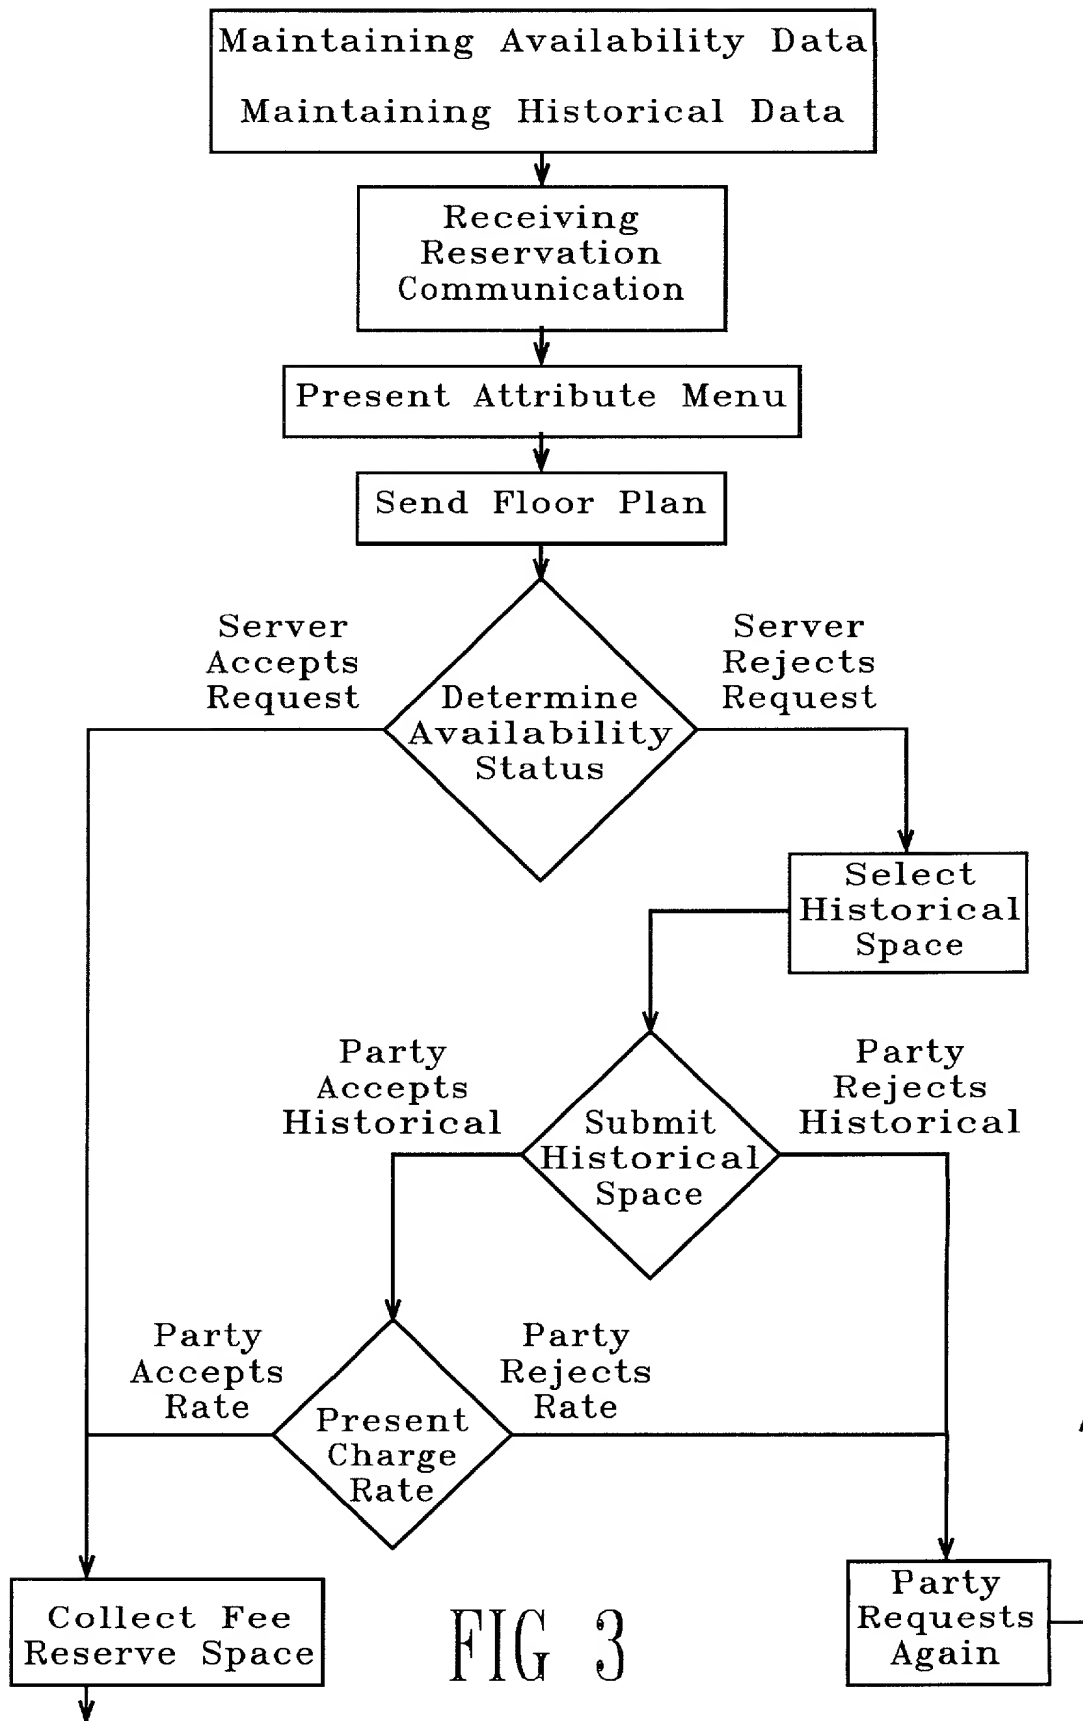 Maintaining Availability Data
Maintaining Historical Data
Receiving
Reservation
Communication
Present Attribute Menu
Send Floor Plan
Server
Accepts
Request
Server
Rejects
Request
Determine
Availability
Status
Select
Historical
Space
Party
Accepts
Historical
Party
Rejects
Historical
Submit
Historical
Space
Party
Accepts
Rate
Party
Rejects
Rate
Present
Charge
Rate
Collect Fee
Reserve Space
FIG 3
Party
Requests
Again